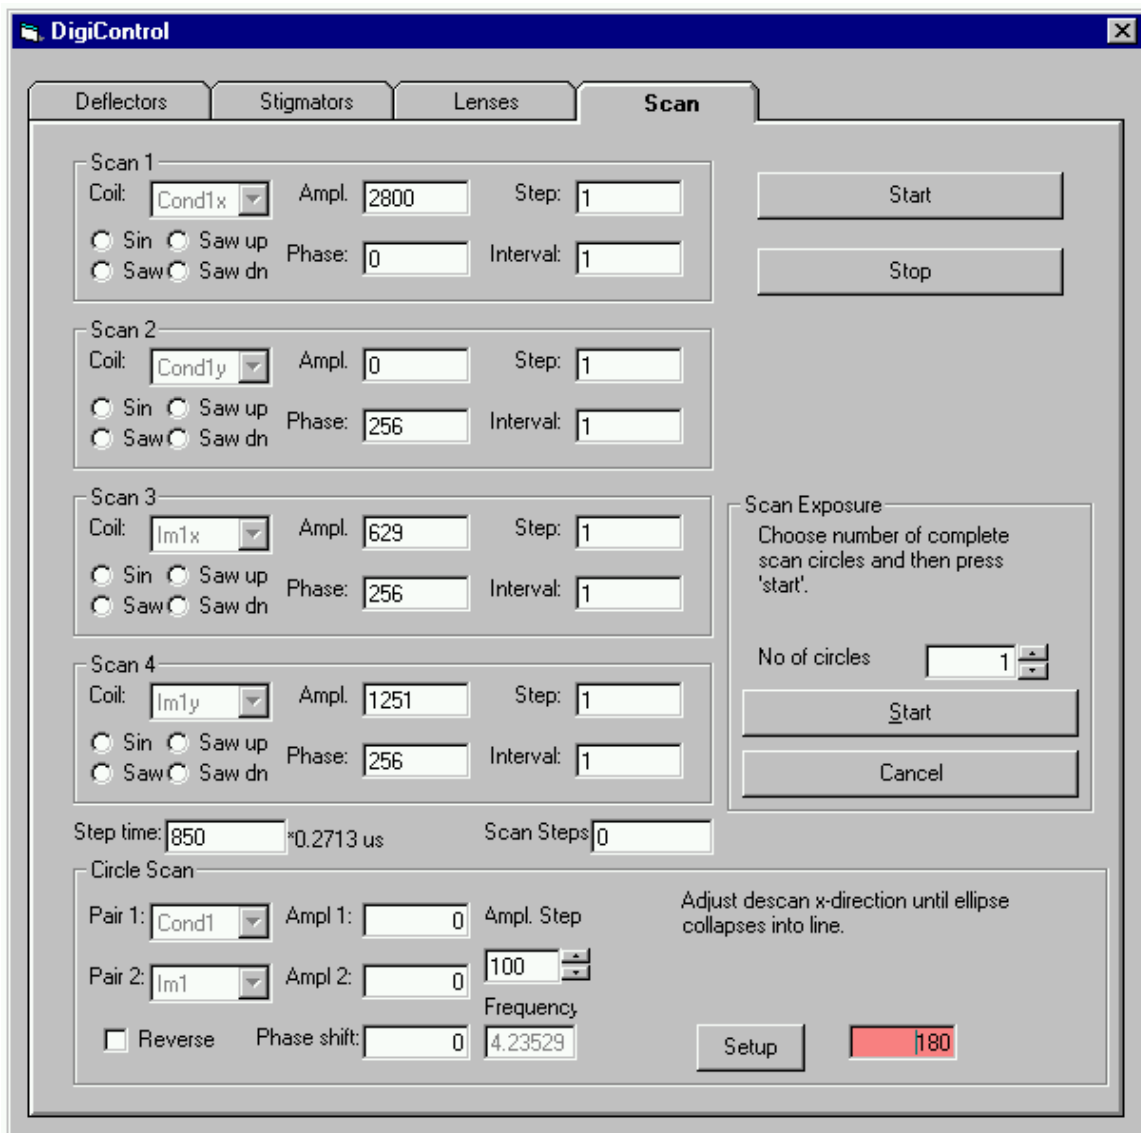 DigiControl
Deflectors Stigmators Lenses Scan
Scan 1
Coil: Cond1x Ampl. 2800 Step: 1
Sin Saw up
Saw Saw dn
Phase: 0 Interval: 1
Start
Stop
Scan 2
Coil: Cond1y Ampl. 0 Step: 1
Sin Saw up
Saw Saw dn
Phase: 256 Interval: 1
Scan 3
Coil: Im1x Ampl. 629 Step: 1
Sin Saw up
Saw Saw dn
Phase: 256 Interval: 1
Scan 4
Coil: Im1y Ampl. 1251 Step: 1
Sin Saw up
Saw Saw dn
Phase: 256 Interval: 1
Scan Exposure
Choose number of complete
scan circles and then press
'start'.
No of circles 1
Start
Cancel
Step time: 850 *0.2713 us Scan Steps 0
Circle Scan
Pair 1: Cond1 Ampl 1: 0 Ampl. Step
Pair 2: Im1 Ampl 2: 0 100
Frequency
Reverse Phase shift: 0 4.23529
Adjust descan x-direction until ellipse
collapses into line.
Setup 180